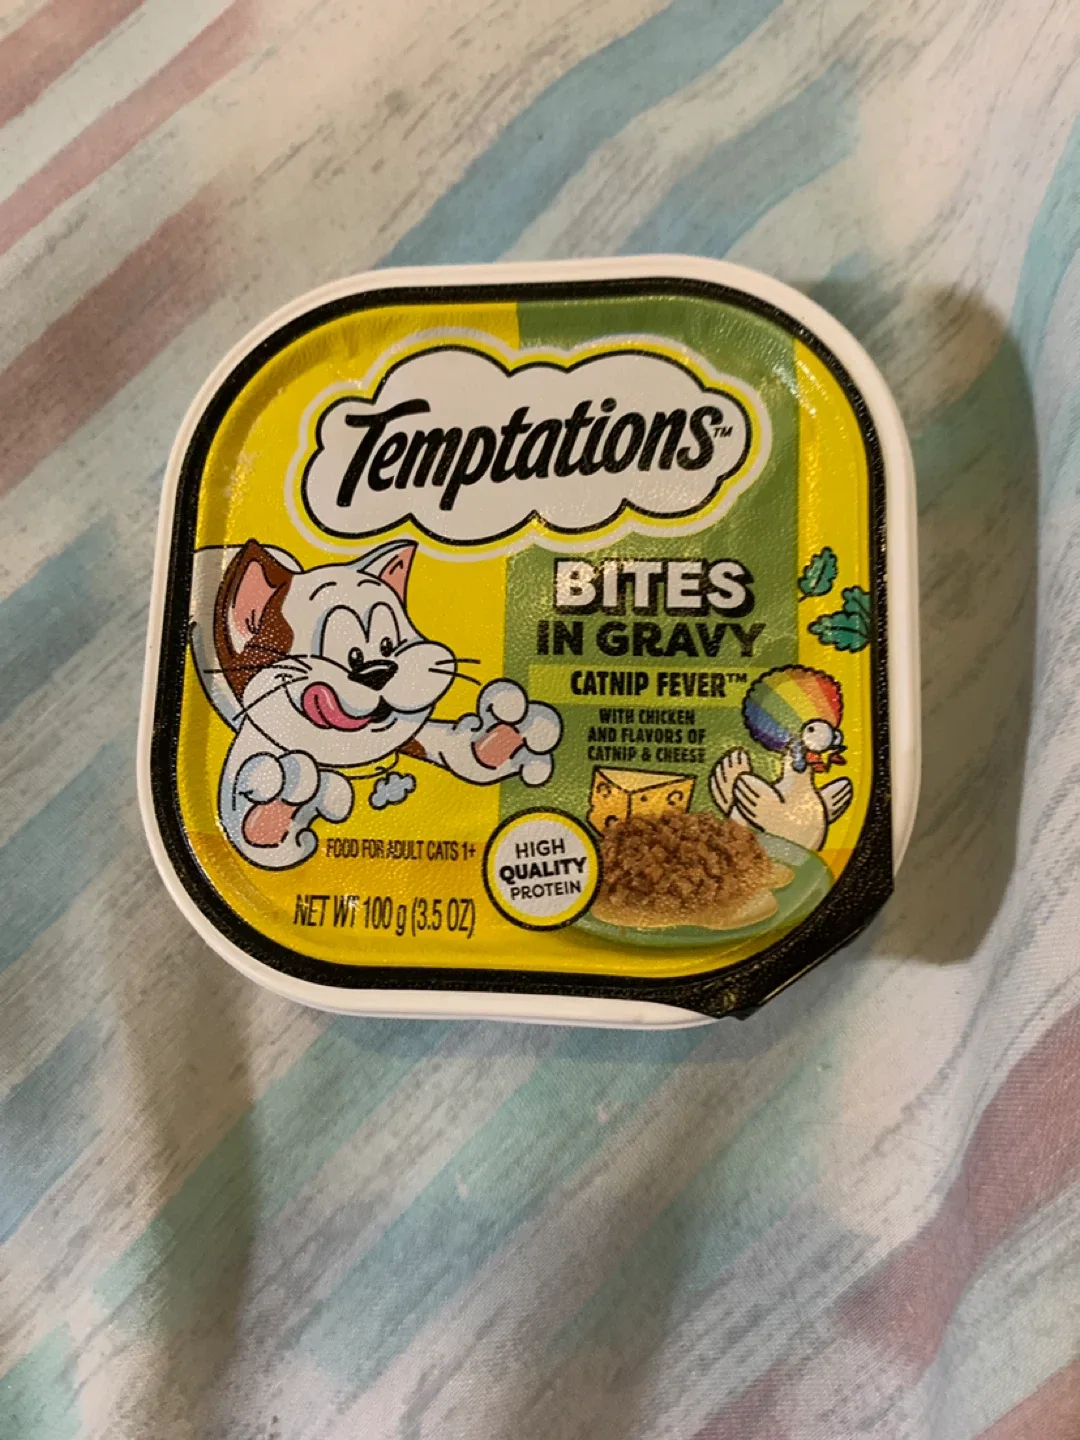 Temptations™
BITES
IN GRAVY
CATNIP FEVER™
WITH CHICKEN
AND FLAVORS OF
CATNIP & CHEESE
FOOD FOR ADULT CATS 1+
HIGH
QUALITY
PROTEIN
NET WT 100 g (3.5 OZ)